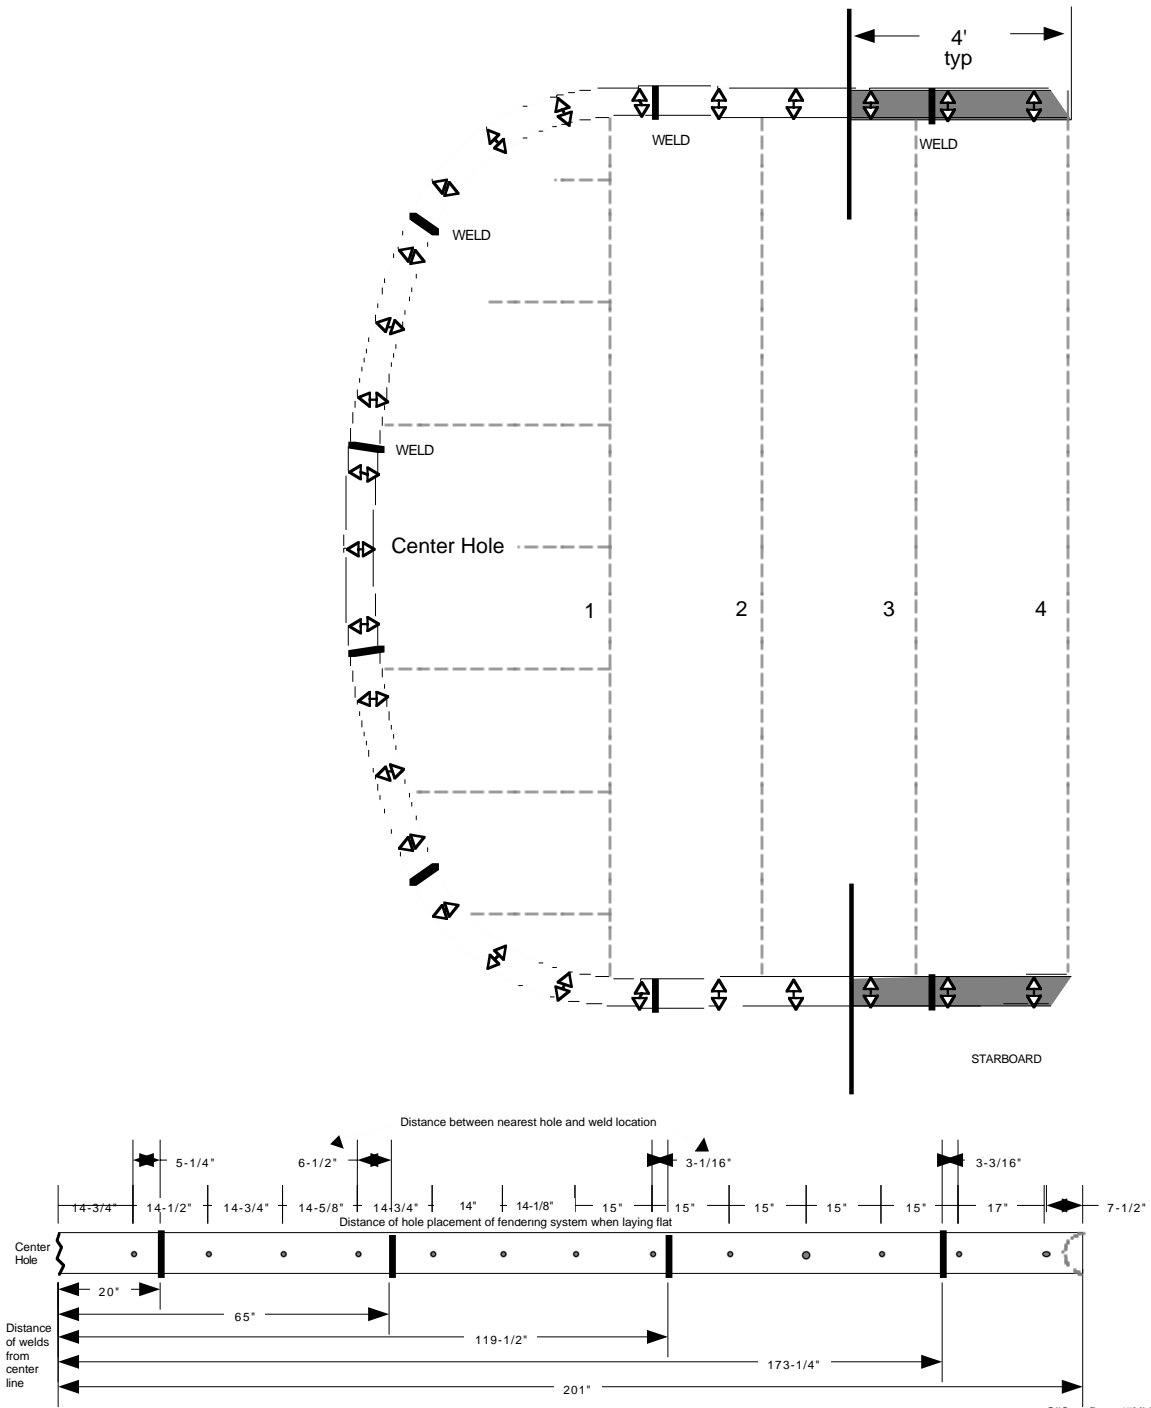 4'
typ
WELD
WELD
WELD
WELD
Center Hole
1
2
3
4
STARBOARD
Distance between nearest hole and weld location
5-1/4"
6-1/2"
3-1/16"
3-3/16"
14-3/4"
14-1/2"
14-3/4"
14-5/8"
14-3/4"
14"
14-1/8"
15"
15"
15"
15"
15"
17"
7-1/2"
Distance of hole placement of fendering system when laying flat
Center
Hole
20"
65"
Distance
of welds
from
center
line
119-1/2"
173-1/4"
201"